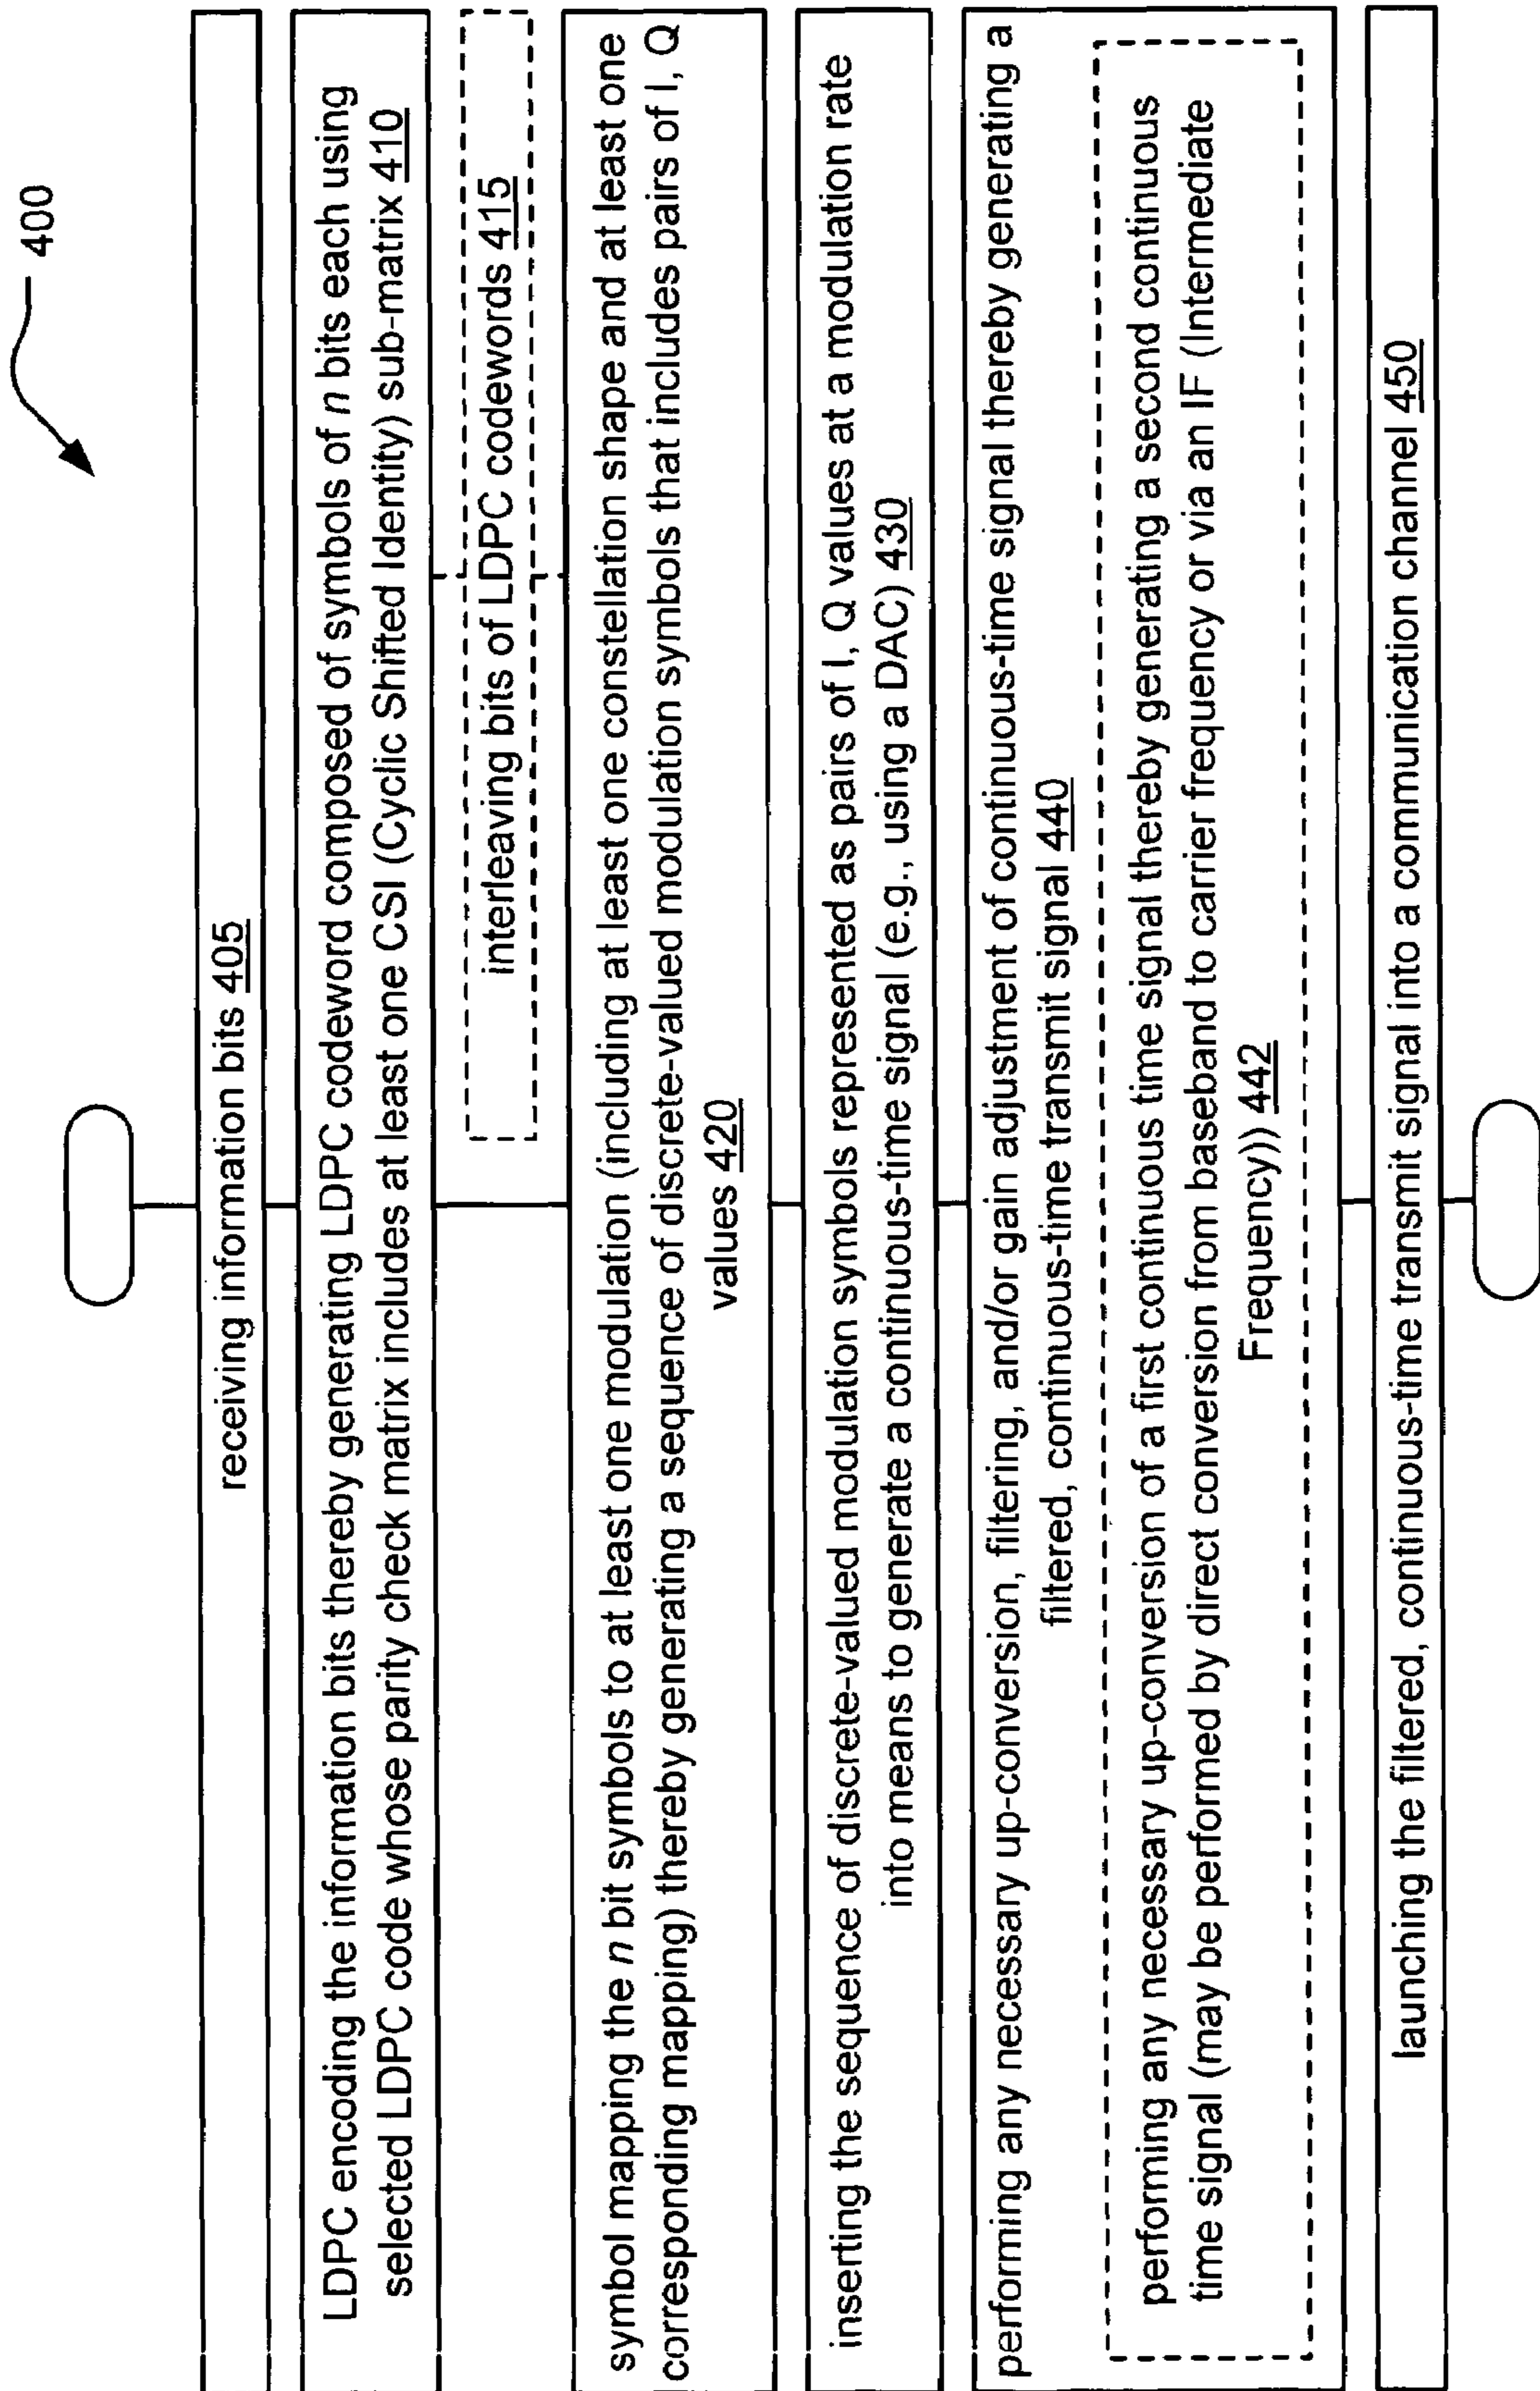 400
receiving information bits 405
LDPC encoding the information bits thereby generating LDPC codeword composed of symbols of n bits each using
selected LDPC code whose parity check matrix includes at least one CSI (Cyclic Shifted Identity) sub-matrix 410
interleaving bits of LDPC codewords 415
symbol mapping the n bit symbols to at least one modulation (including at least one constellation shape and at least one
corresponding mapping) thereby generating a sequence of discrete-valued modulation symbols that includes pairs of I, Q
values 420
inserting the sequence of discrete-valued modulation symbols represented as pairs of I, Q values at a modulation rate
into means to generate a continuous-time signal (e.g., using a DAC) 430
performing any necessary up-conversion, filtering, and/or gain adjustment of continuous-time signal thereby generating a
filtered, continuous-time transmit signal 440
performing any necessary up-conversion of a first continuous time signal thereby generating a second continuous
time signal (may be performed by direct conversion from baseband to carrier frequency or via an IF (Intermediate
Frequency)) 442
launching the filtered, continuous-time transmit signal into a communication channel 450